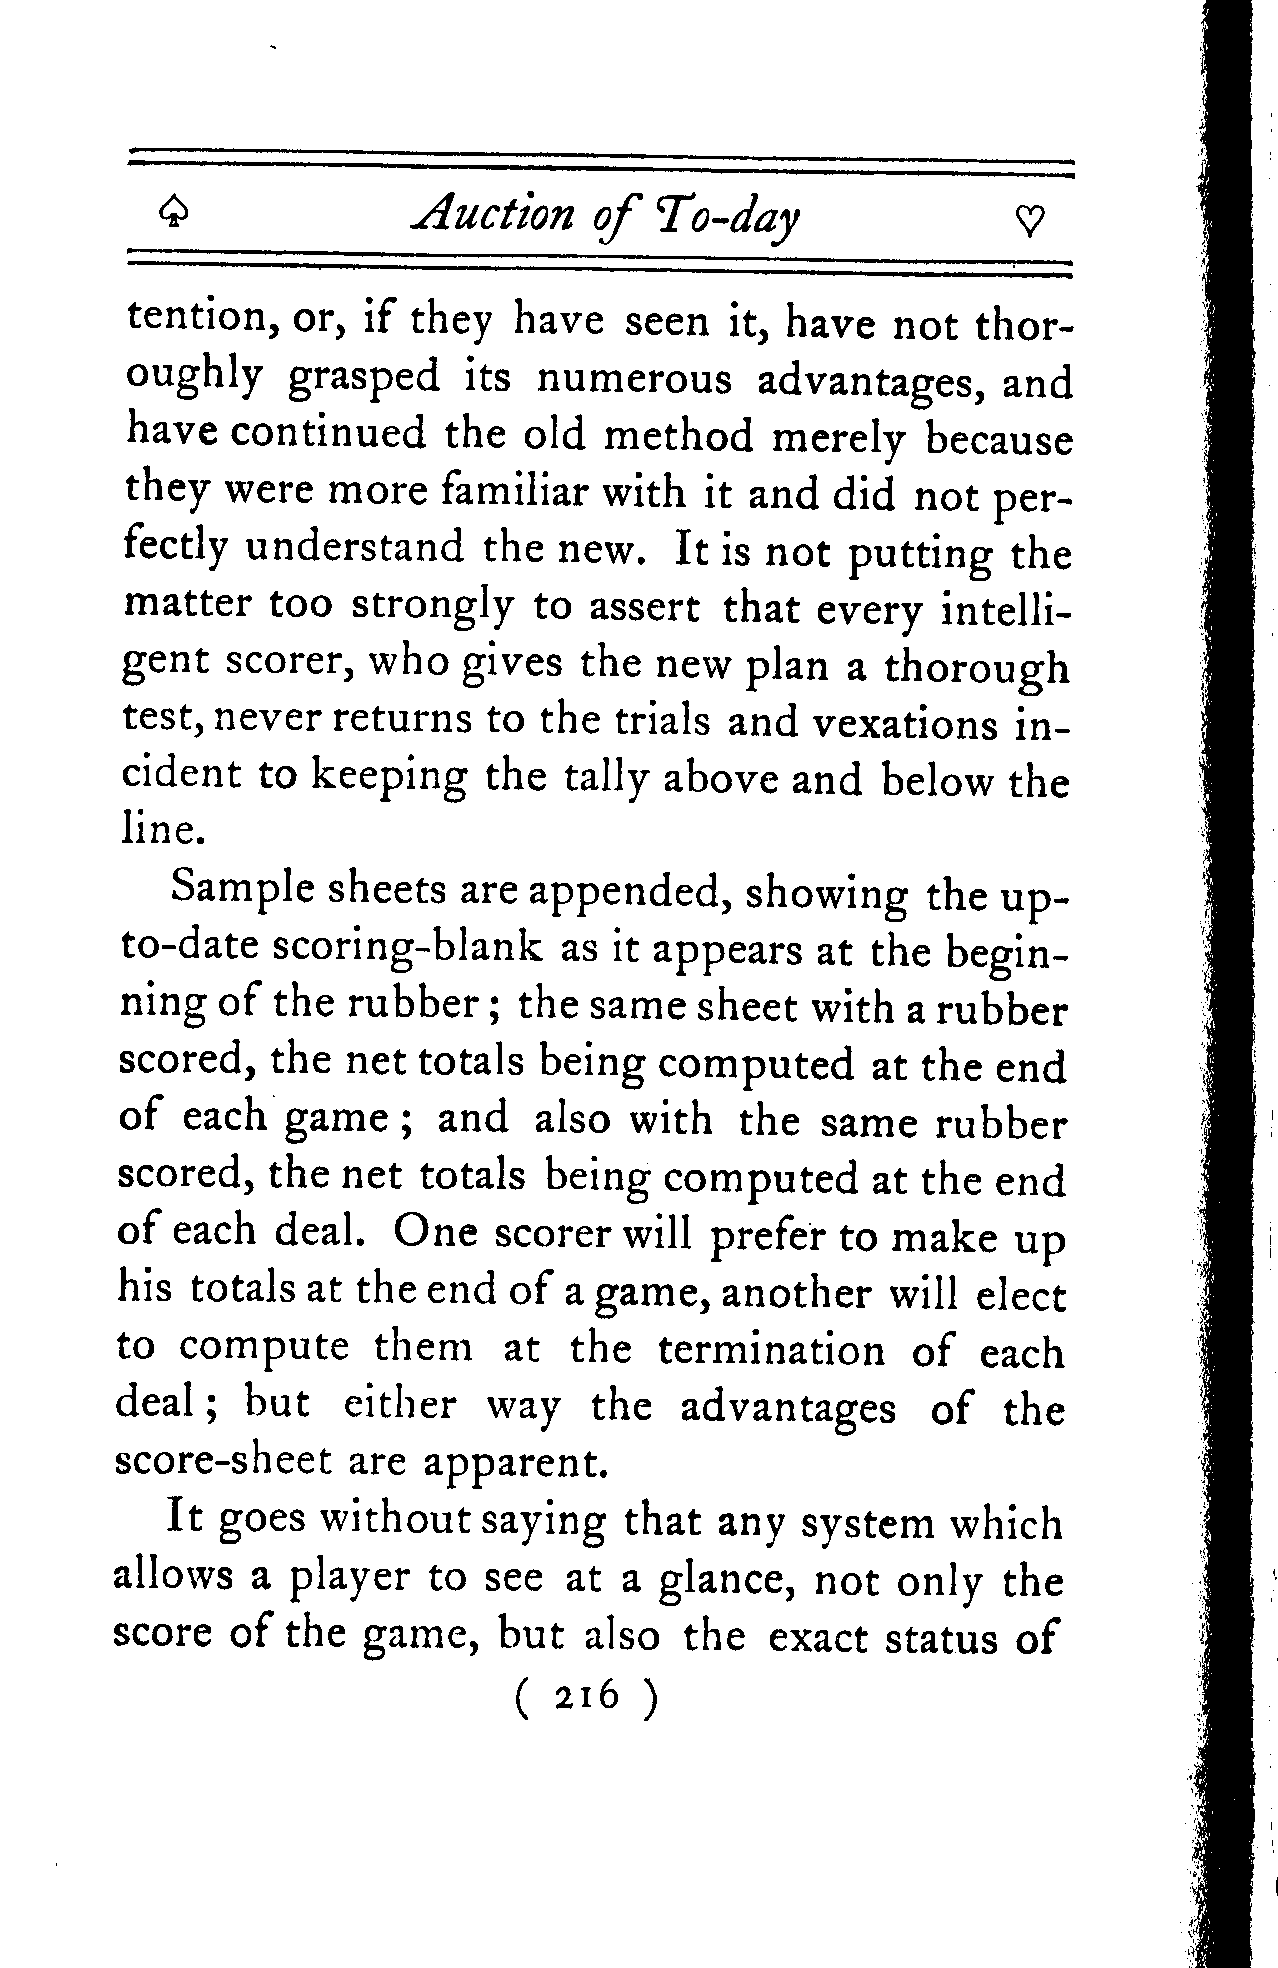 ♤ Auction of To-day ♡
tention, or, if they have seen it, have not thor-
oughly grasped its numerous advantages, and
have continued the old method merely because
they were more familiar with it and did not per-
fectly understand the new. It is not putting the
matter too strongly to assert that every intelli-
gent scorer, who gives the new plan a thorough
test, never returns to the trials and vexations in-
cident to keeping the tally above and below the
line.
Sample sheets are appended, showing the up-
to-date scoring-blank as it appears at the begin-
ning of the rubber; the same sheet with a rubber
scored, the net totals being computed at the end
of each game; and also with the same rubber
scored, the net totals being computed at the end
of each deal. One scorer will prefer to make up
his totals at the end of a game, another will elect
to compute them at the termination of each
deal; but either way the advantages of the
score-sheet are apparent.
It goes without saying that any system which
allows a player to see at a glance, not only the
score of the game, but also the exact status of
( 216 )